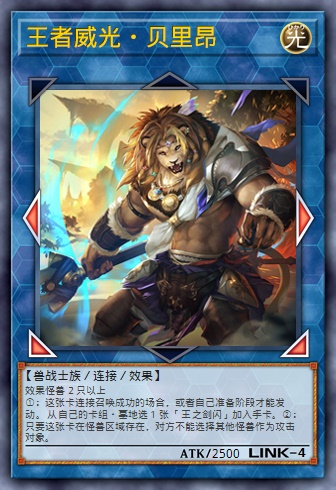 王者威光・贝里昂
光
【兽战士族/连接/效果】
效果怪兽2只以上
①：这张卡连接召唤成功的场合，或者自己准备阶段才能发
动。从自己的卡组・墓地选1张「王之剑闪」加入手卡。②：
只要这张卡在怪兽区域存在，对方不能选择其他怪兽作为攻
击对象。
ATK/2500 LINK-4